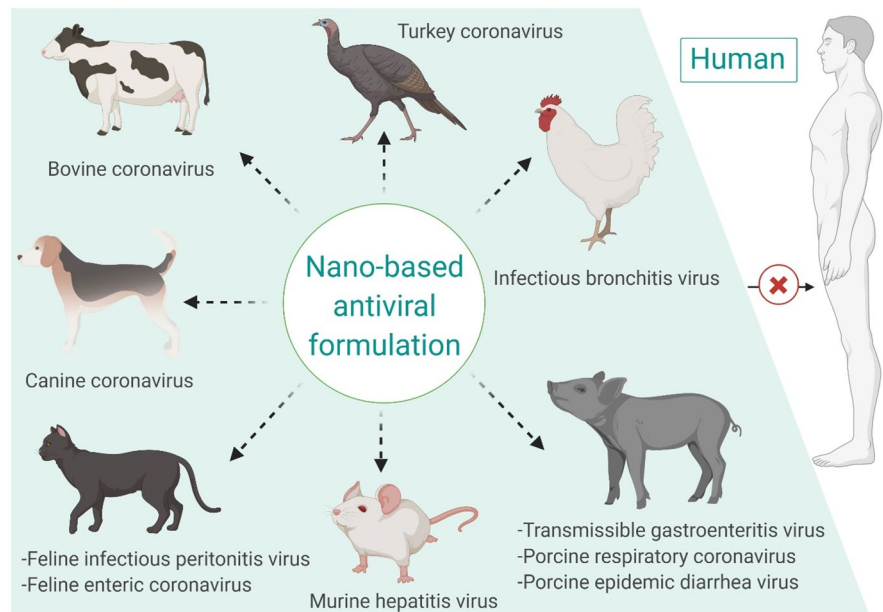 Turkey coronavirus
Human
Bovine coronavirus
Nano-based
antiviral
formulation
Infectious bronchitis virus
Canine coronavirus
-Feline infectious peritonitis virus
-Feline enteric coronavirus
Murine hepatitis virus
-Transmissible gastroenteritis virus
-Porcine respiratory coronavirus
-Porcine epidemic diarrhea virus